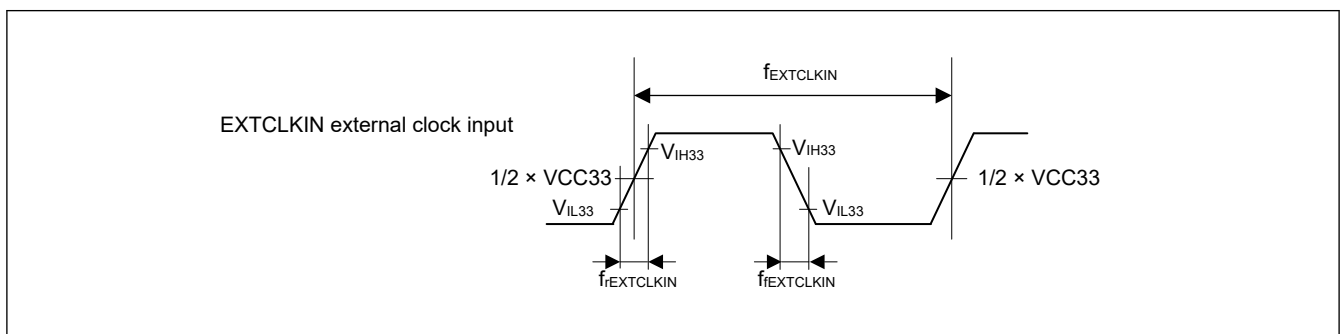 fEXTCLKIN
EXTCLKIN external clock input
VIH33
VIH33
1/2 × VCC33
1/2 × VCC33
VIL33
VIL33
frEXTCLKIN
ffEXTCLKIN